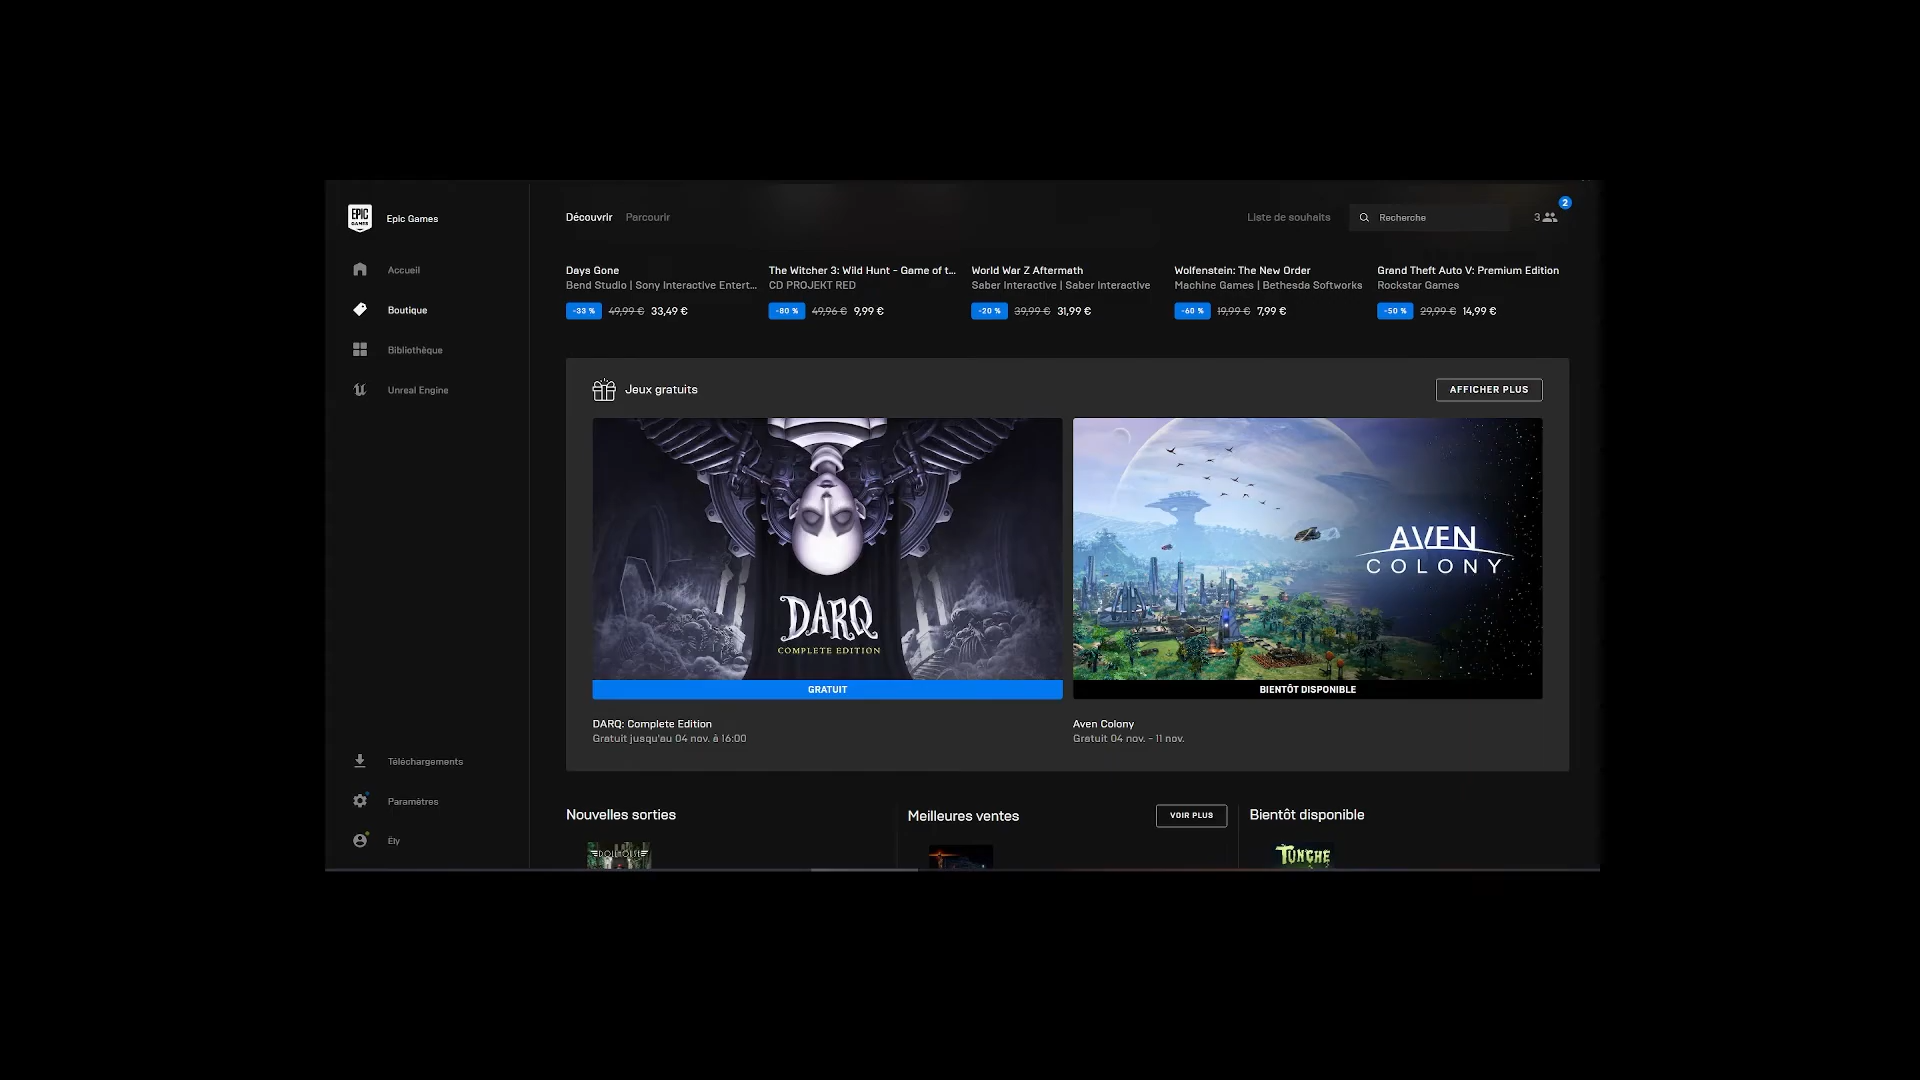 EPIC
GAMES
Epic Games
Accueil
Boutique
Bibliothèque
Unreal Engine
Téléchargements
Paramètres
Ely
Découvrir
Parcourir
Liste de souhaits
Recherche
3
2
Days Gone
Bend Studio | Sony Interactive Entert...
-33 % 49,99 € 33,49 €
The Witcher 3: Wild Hunt - Game of t...
CD PROJEKT RED
-80 % 49,96 € 9,99 €
World War Z Aftermath
Saber Interactive | Saber Interactive
-20 % 39,99 € 31,99 €
Wolfenstein: The New Order
Machine Games | Bethesda Softworks
-60 % 19,99 € 7,99 €
Grand Theft Auto V: Premium Edition
Rockstar Games
-50 % 29,99 € 14,99 €
Jeux gratuits
AFFICHER PLUS
DARQ
COMPLETE EDITION
GRATUIT
DARQ: Complete Edition
Gratuit jusqu'au 04 nov. à 16:00
AVEN
COLONY
BIENTÔT DISPONIBLE
Aven Colony
Gratuit 04 nov. - 11 nov.
Nouvelles sorties
DOLLHOUSE
Meilleures ventes
VOIR PLUS
Bientôt disponible
TUNCHE